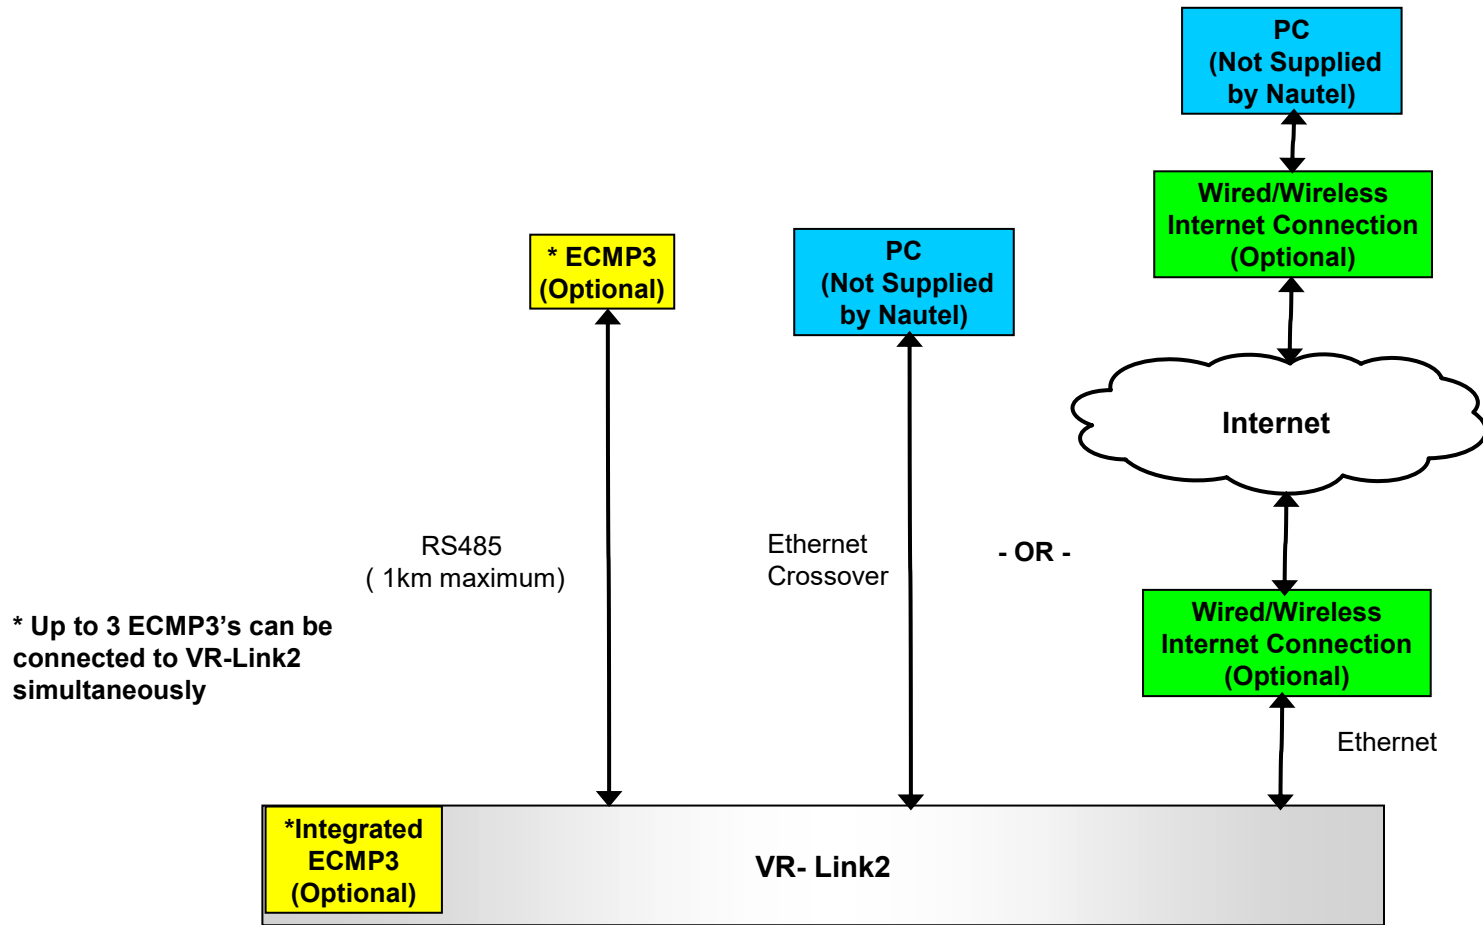 PC
(Not Supplied
by Nautel)
Wired/Wireless
Internet Connection
(Optional)
* ECMP3
(Optional)
PC
(Not Supplied
by Nautel)
Internet
RS485
( 1km maximum)
Ethernet
Crossover
- OR -
* Up to 3 ECMP3’s can be
connected to VR-Link2
simultaneously
Wired/Wireless
Internet Connection
(Optional)
Ethernet
*Integrated
ECMP3
(Optional)
VR- Link2